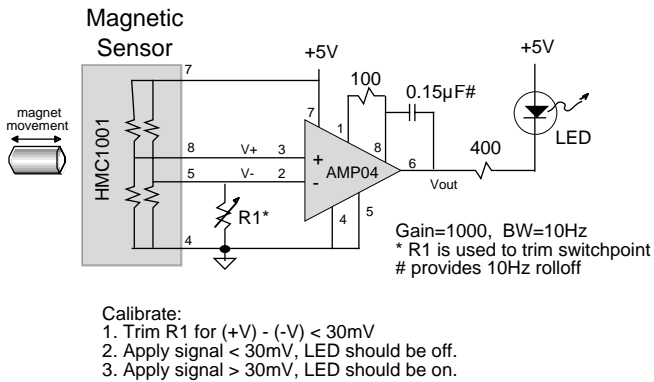 Magnetic
Sensor
+5V
+5V
7
100
0.15µF#
magnet
movement
7
1
8
LED
HMC1001
8
V+
3
+
AMP04
6
400
5
V-
2
-
Vout
R1*
4
5
4
Gain=1000, BW=10Hz
* R1 is used to trim switchpoint
# provides 10Hz rolloff
Calibrate:
1. Trim R1 for (+V) - (-V) < 30mV
2. Apply signal < 30mV, LED should be off.
3. Apply signal > 30mV, LED should be on.